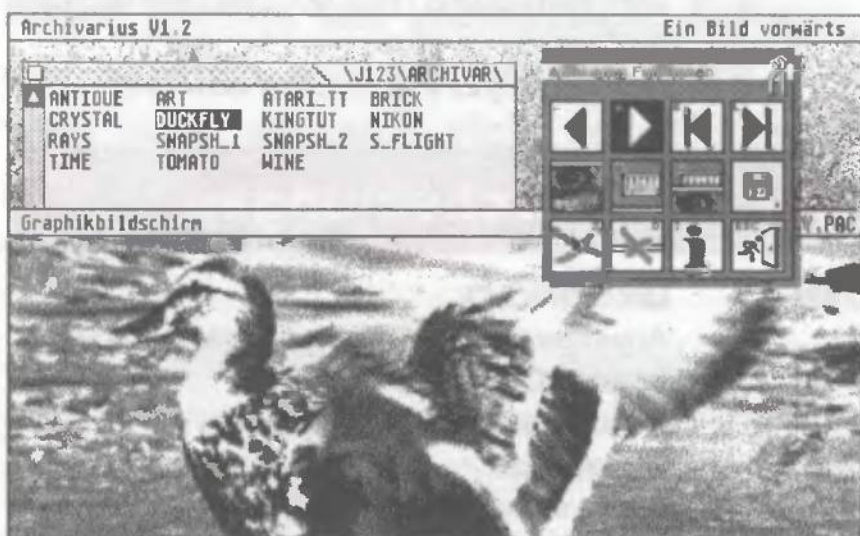 Archivarius V1.2 Ein Bild vorwärts
\J123\ARCHIVAR\
ANTIQUE ART ATARI_TT BRICK
CRYSTAL DUCKFLY KINGTUT NIKON
RAYS SNAPSH_1 SNAPSH_2 S_FLIGHT
TIME TOMATO WINE
Graphikbildschirm Y.PAC